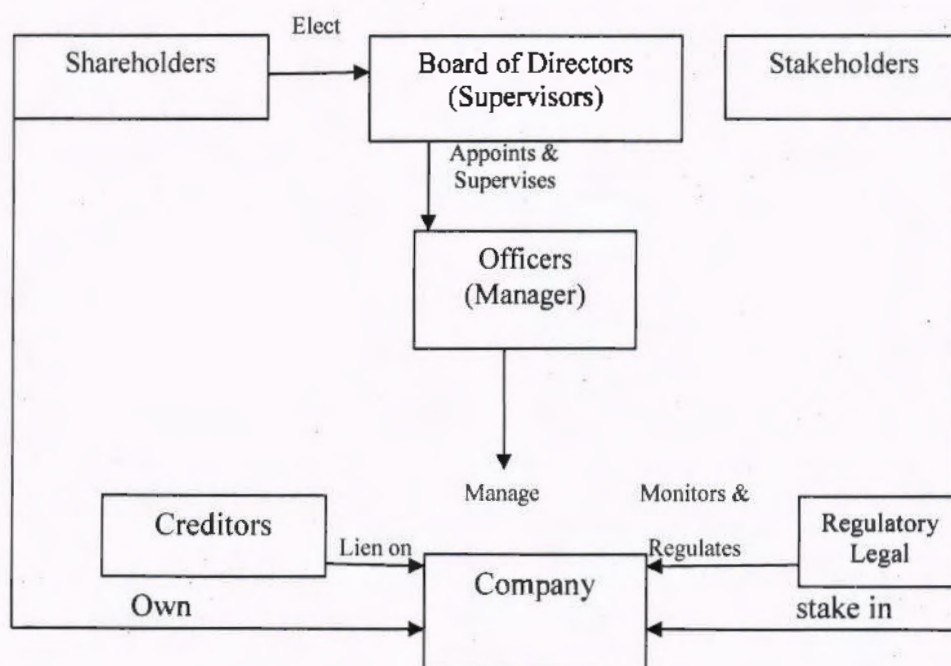 Elect
Shareholders
Board of Directors
(Supervisors)
Stakeholders
Appoints &
Supervises
Officers
(Manager)
Manage
Monitors &
Creditors
Regulatory
Legal
Lien on
Regulates
Company
Own
stake in